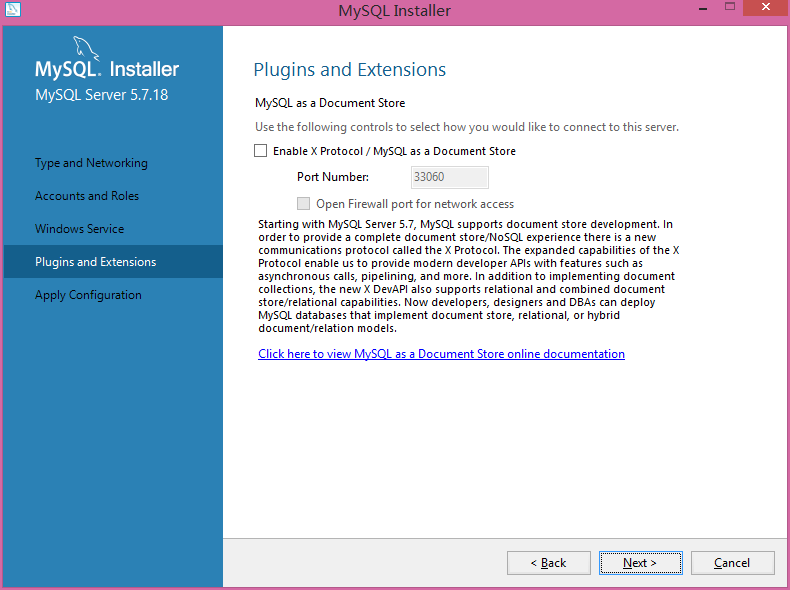 MySQL Installer
MySQL. Installer
MySQL Server 5.7.18
Type and Networking
Accounts and Roles
Windows Service
Plugins and Extensions
Apply Configuration
Plugins and Extensions
MySQL as a Document Store
Use the following controls to select how you would like to connect to this server.
Enable X Protocol / MySQL as a Document Store
Port Number: 33060
Open Firewall port for network access
Starting with MySQL Server 5.7, MySQL supports document store development. In
order to provide a complete document store/NoSQL experience there is a new
communications protocol called the X Protocol. The expanded capabilities of the X
Protocol enable us to provide modern developer APIs with features such as
asynchronous calls, pipelining, and more. In addition to implementing document
collections, the new X DevAPI also supports relational and combined document
store/relational capabilities. Now developers, designers and DBAs can deploy
MySQL databases that implement document store, relational, or hybrid
document/relation models.
Click here to view MySQL as a Document Store online documentation
< Back
Next >
Cancel